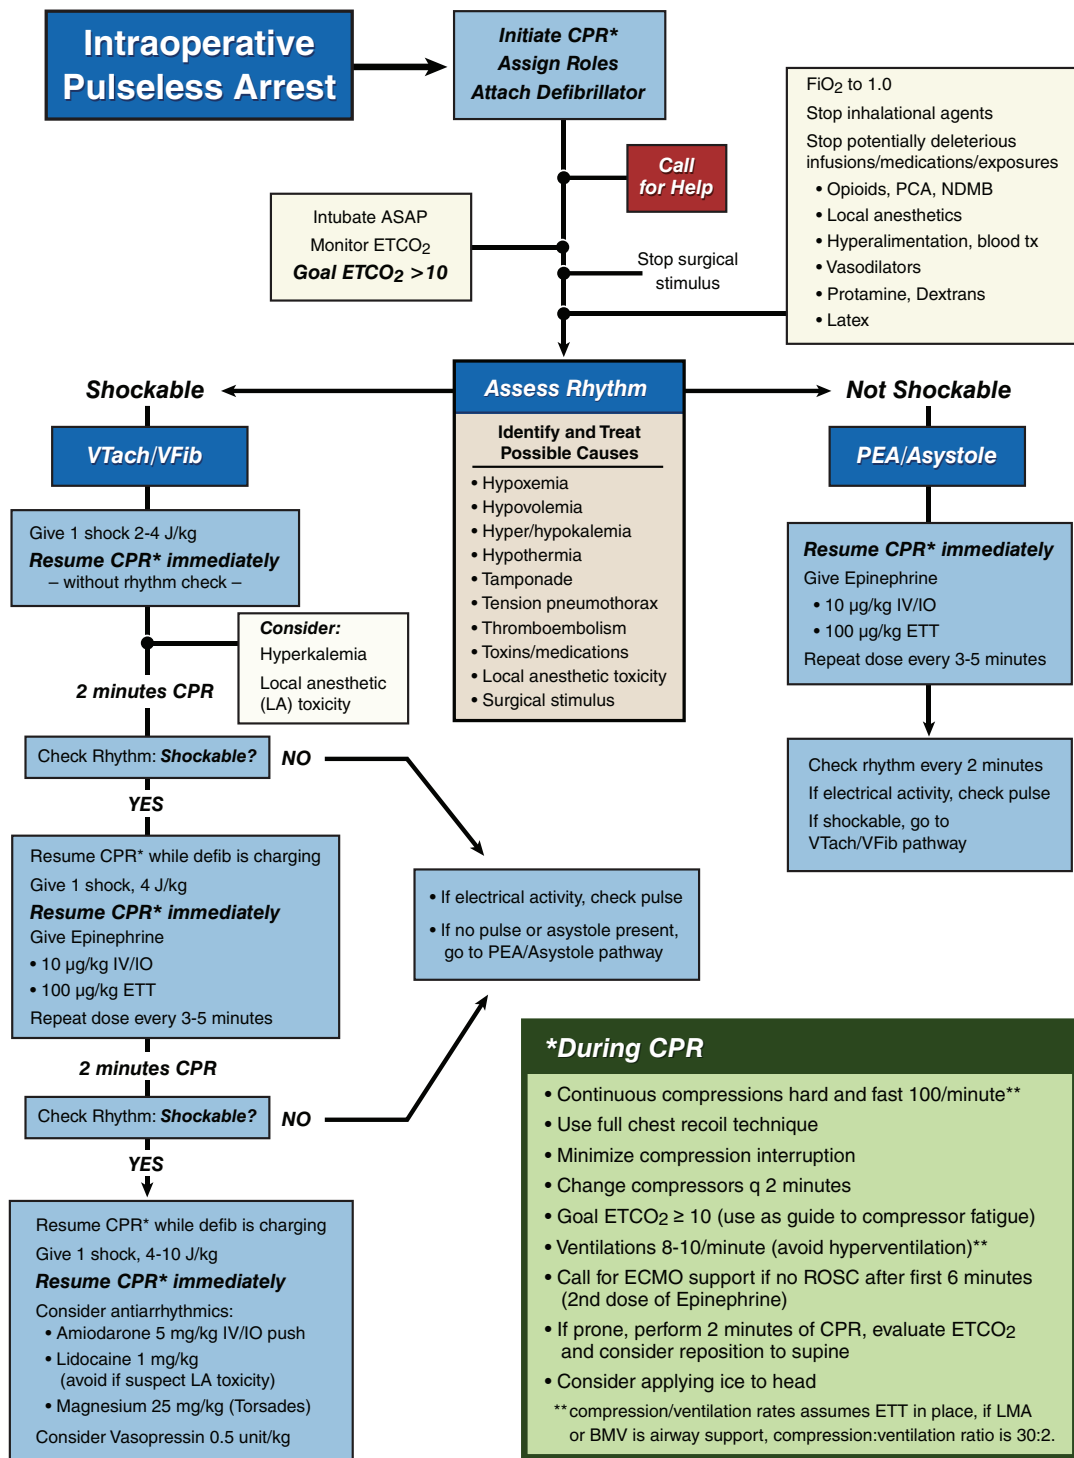 Intraoperative
Pulseless Arrest
Initiate CPR*
Assign Roles
Attach Defibrillator
FiO2 to 1.0
Stop inhalational agents
Stop potentially deleterious
infusions/medications/exposures
• Opioids, PCA, NDMB
• Local anesthetics
• Hyperalimentation, blood tx
• Vasodilators
• Protamine, Dextrans
• Latex
Call
for Help
Intubate ASAP
Monitor ETCO2
Goal ETCO2 >10
Stop surgical
stimulus
Shockable
Assess Rhythm
Not Shockable
Identify and Treat
Possible Causes
• Hypoxemia
• Hypovolemia
• Hyper/hypokalemia
• Hypothermia
• Tamponade
• Tension pneumothorax
• Thromboembolism
• Toxins/medications
• Local anesthetic toxicity
• Surgical stimulus
VTach/VFib
Give 1 shock 2-4 J/kg
Resume CPR* immediately
– without rhythm check –
Consider:
Hyperkalemia
Local anesthetic
(LA) toxicity
2 minutes CPR
Check Rhythm: Shockable?
NO
YES
Resume CPR* while defib is charging
Give 1 shock, 4 J/kg
Resume CPR* immediately
Give Epinephrine
• 10 µg/kg IV/IO
• 100 µg/kg ETT
Repeat dose every 3-5 minutes
2 minutes CPR
Check Rhythm: Shockable?
NO
YES
Resume CPR* while defib is charging
Give 1 shock, 4-10 J/kg
Resume CPR* immediately
Consider antiarrhythmics:
• Amiodarone 5 mg/kg IV/IO push
• Lidocaine 1 mg/kg
(avoid if suspect LA toxicity)
• Magnesium 25 mg/kg (Torsades)
Consider Vasopressin 0.5 unit/kg
• If electrical activity, check pulse
• If no pulse or asystole present,
go to PEA/Asystole pathway
PEA/Asystole
Resume CPR* immediately
Give Epinephrine
• 10 µg/kg IV/IO
• 100 µg/kg ETT
Repeat dose every 3-5 minutes
Check rhythm every 2 minutes
If electrical activity, check pulse
If shockable, go to
VTach/VFib pathway
*During CPR
• Continuous compressions hard and fast 100/minute**
• Use full chest recoil technique
• Minimize compression interruption
• Change compressors q 2 minutes
• Goal ETCO2 ≥ 10 (use as guide to compressor fatigue)
• Ventilations 8-10/minute (avoid hyperventilation)**
• Call for ECMO support if no ROSC after first 6 minutes
(2nd dose of Epinephrine)
• If prone, perform 2 minutes of CPR, evaluate ETCO2
and consider reposition to supine
• Consider applying ice to head
**compression/ventilation rates assumes ETT in place, if LMA
or BMV is airway support, compression:ventilation ratio is 30:2.